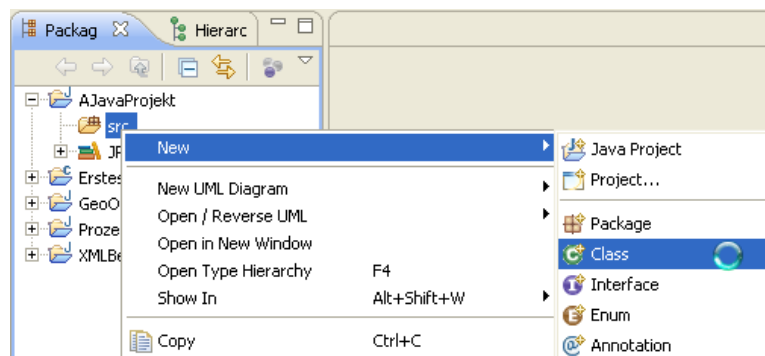 Packag Hierarc
AJavaProjekt
src
JR
Erstes
GeoO
Proze
XMLBe
New
New UML Diagram
Open / Reverse UML
Open in New Window
Open Type Hierarchy F4
Show In Alt+Shift+W
Copy Ctrl+C
Java Project
Project...
Package
Class
Interface
Enum
Annotation